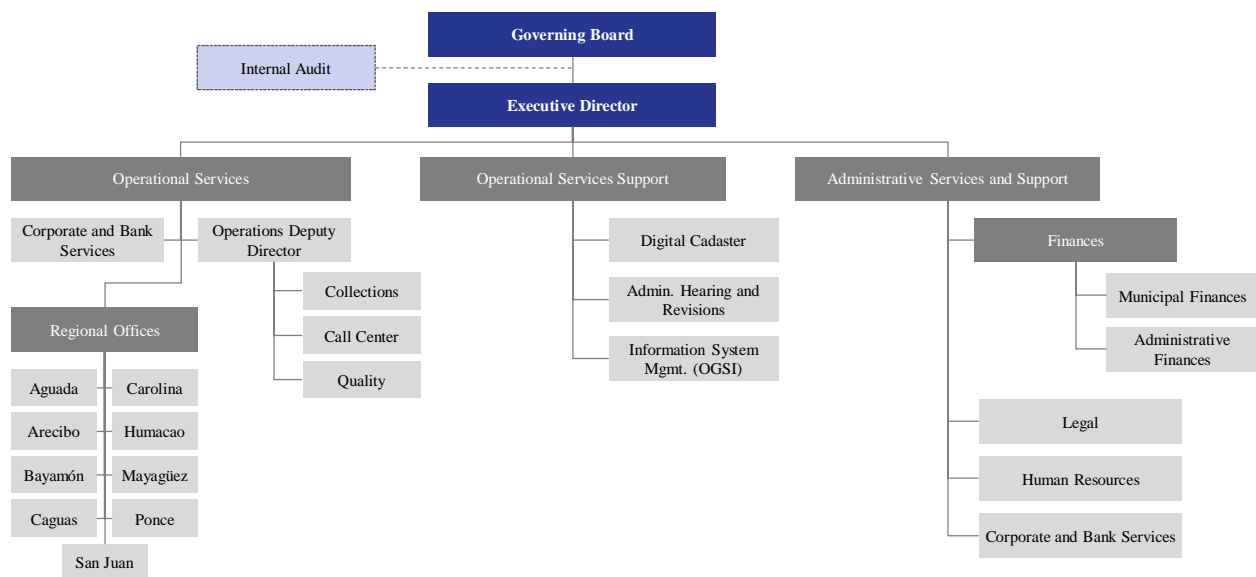 Governing Board
Internal Audit
Executive Director
Operational Services
Operational Services Support
Administrative Services and Support
Corporate and Bank
Services
Operations Deputy
Director
Collections
Call Center
Quality
Regional Offices
Aguada
Carolina
Arecibo
Humacao
Bayamón
Mayagüez
Caguas
Ponce
San Juan
Digital Cadaster
Admin. Hearing and
Revisions
Information System
Mgmt. (OGSI)
Finances
Municipal Finances
Administrative
Finances
Legal
Human Resources
Corporate and Bank Services